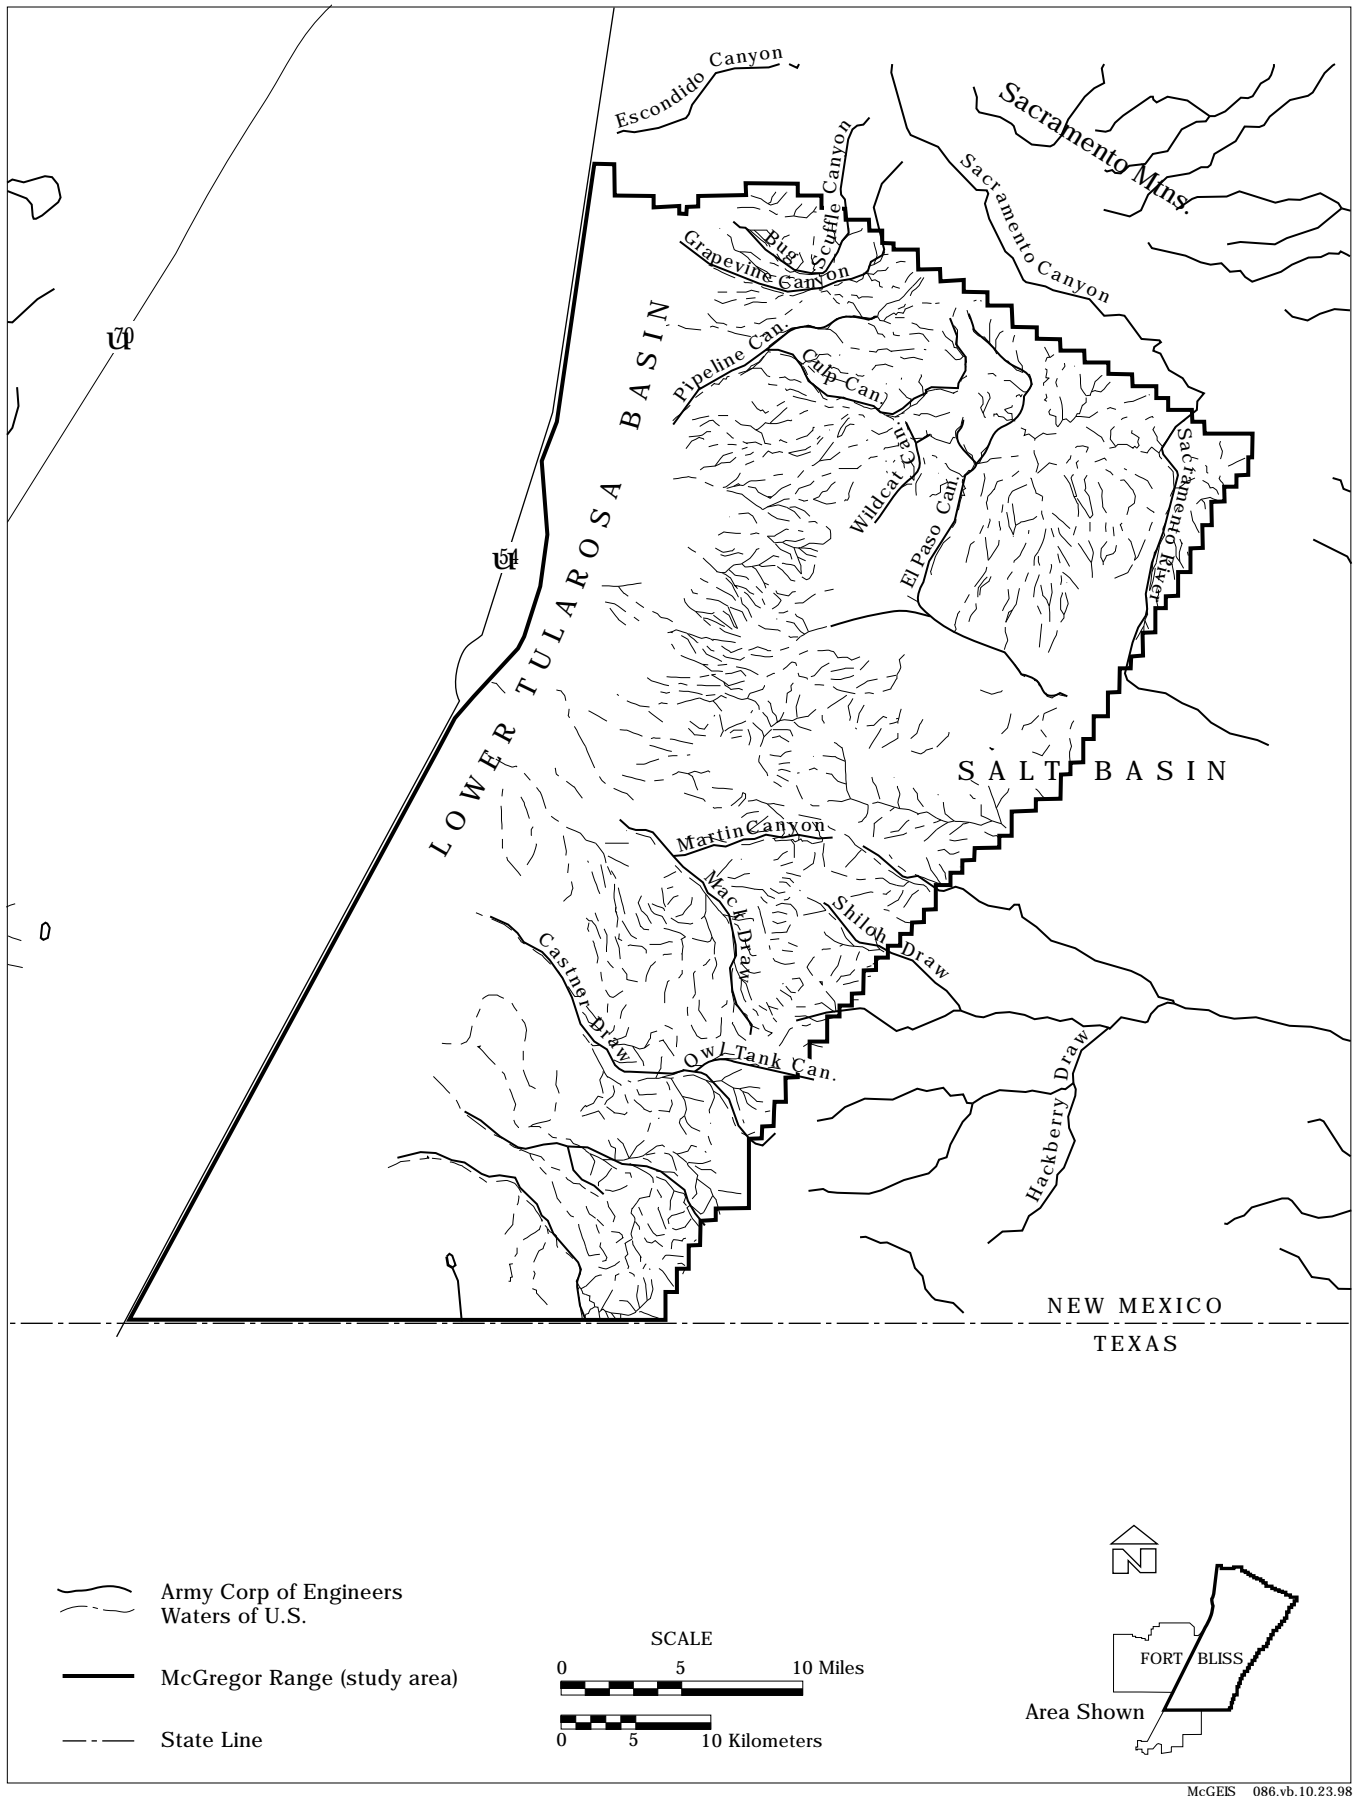 Escondido Canyon
Sacramento Mtns.
Scuffle Canyon
Sacramento Canyon
Bug
Grapevine Canyon
u70
Pipeline Can.
Culp Can.
Wildcat Can.
El Paso Can.
Sacramento River
u54
LOWER TULAROSA BASIN
SALT BASIN
Martin Canyon
Mack Draw
Shiloh Draw
Castner Draw
Owl Tank Can.
Hackberry Draw
NEW MEXICO
TEXAS
Army Corp of Engineers
Waters of U.S.
McGregor Range (study area)
State Line
SCALE
0 5 10 Miles
0 5 10 Kilometers
N
FORT BLISS
Area Shown
McGEIS 086.yb.10.23.98